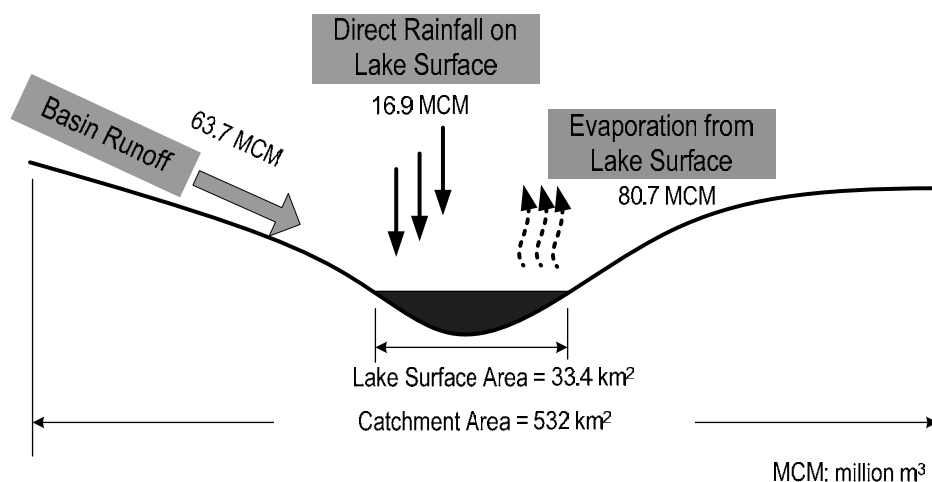 Direct Rainfall on
Lake Surface
16.9 MCM
Basin Runoff
63.7 MCM
Evaporation from
Lake Surface
80.7 MCM
Lake Surface Area = 33.4 km²
Catchment Area = 532 km²
MCM: million m³